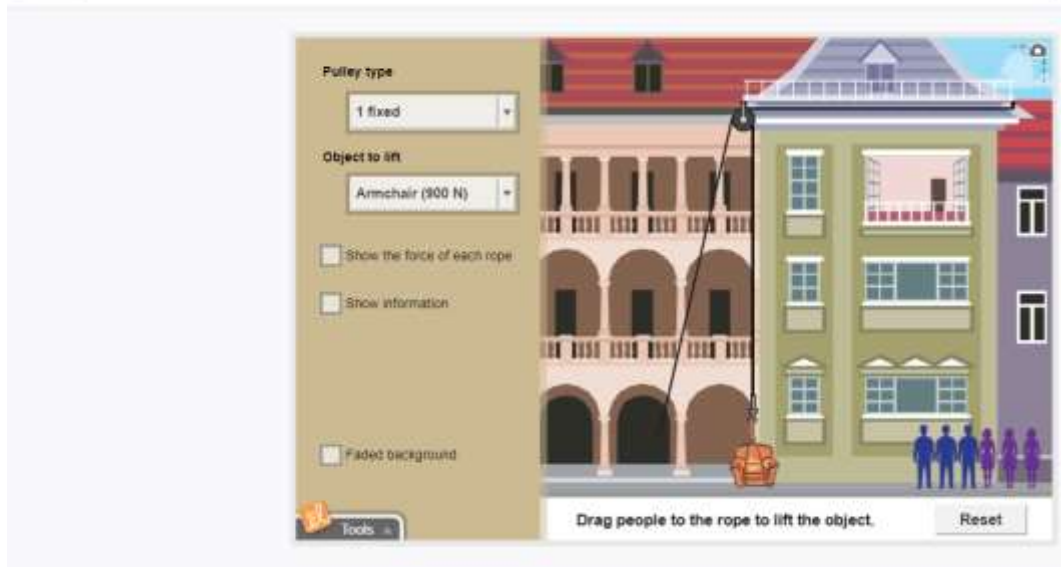 Pulley type
1 fixed
Object to lift
Armchair (900 N)
Show the force of each rope
Show information
Faded background
Tools
Drag people to the rope to lift the object.
Reset